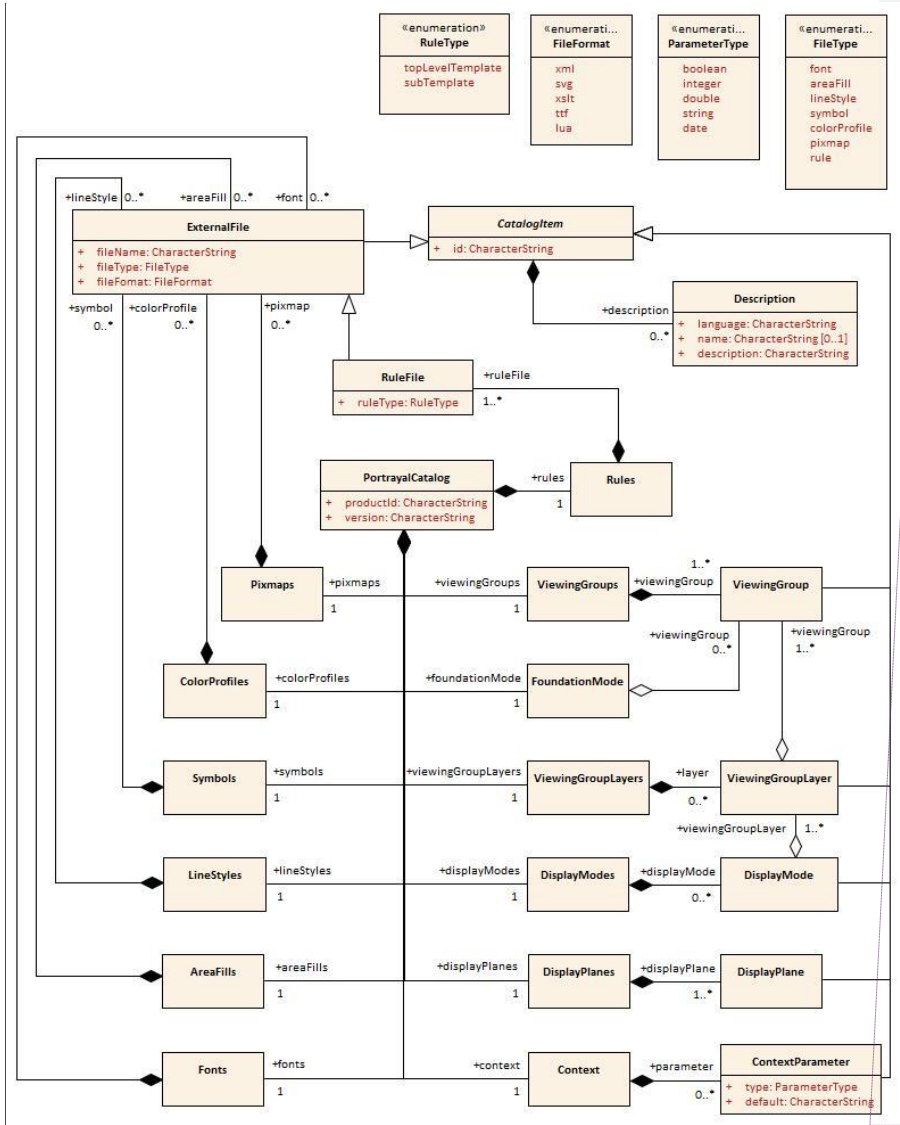 «enumeration»
RuleType
topLevelTemplate
subTemplate
«enumerati...
FileFormat
xml
svg
xslt
ttf
lua
«enumerati...
ParameterType
boolean
integer
double
string
date
«enumerati...
FileType
font
areaFill
lineStyle
symbol
colorProfile
pixmap
rule
+lineStyle 0..*
+areaFill 0..*
+font 0..*
ExternalFile
+ fileName: CharacterString
+ fileType: FileType
+ fileFomat: FileFormat
CatalogItem
+ id: CharacterString
+symbol
0..*
+colorProfile
0..*
+pixmap
0..*
+description
0..*
Description
+ language: CharacterString
+ name: CharacterString [0..1]
+ description: CharacterString
RuleFile
+ ruleType: RuleType
+ruleFile
1..*
PortrayalCatalog
+ productId: CharacterString
+ version: CharacterString
+rules
1
Rules
Pixmaps
+pixmaps
1
+viewingGroups
1
ViewingGroups
1..*
+viewingGroup
ViewingGroup
+viewingGroup
0..*
+viewingGroup
1..*
ColorProfiles
+colorProfiles
1
+foundationMode
1
FoundationMode
Symbols
+symbols
1
+viewingGroupLayers
1
ViewingGroupLayers
+layer
0..*
ViewingGroupLayer
+viewingGroupLayer 1..*
LineStyles
+lineStyles
1
+displayModes
1
DisplayModes
+displayMode
0..*
DisplayMode
AreaFills
+areaFills
1
+displayPlanes
1
DisplayPlanes
+displayPlane
1..*
DisplayPlane
Fonts
+fonts
1
+context
1
Context
+parameter
0..*
ContextParameter
+ type: ParameterType
+ default: CharacterString